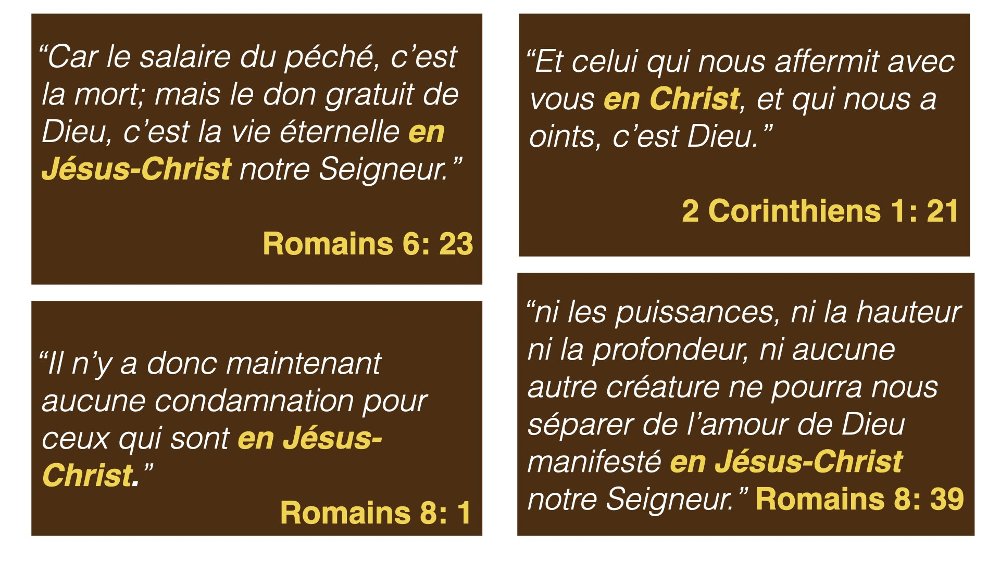 “Car le salaire du péché, c’est
la mort; mais le don gratuit de
Dieu, c’est la vie éternelle en
Jésus-Christ notre Seigneur.”
Romains 6: 23
“Et celui qui nous affermit avec
vous en Christ, et qui nous a
oints, c’est Dieu.”
2 Corinthiens 1: 21
“Il n’y a donc maintenant
aucune condamnation pour
ceux qui sont en Jésus-
Christ.”
Romains 8: 1
“ni les puissances, ni la hauteur
ni la profondeur, ni aucune
autre créature ne pourra nous
séparer de l’amour de Dieu
manifesté en Jésus-Christ
notre Seigneur.” Romains 8: 39